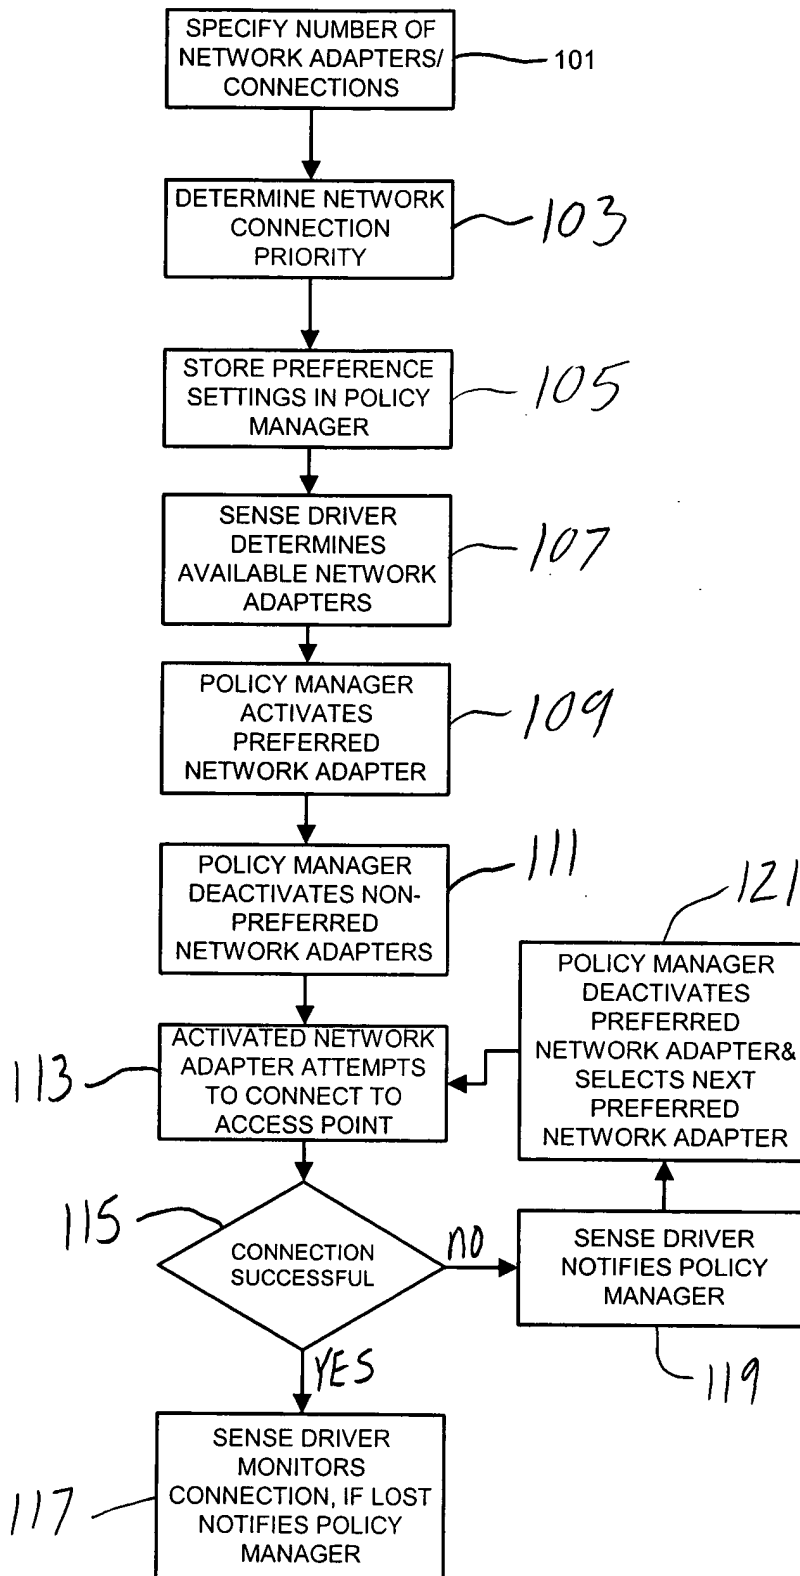 SPECIFY NUMBER OF
NETWORK ADAPTERS/
CONNECTIONS
101
DETERMINE NETWORK
CONNECTION
PRIORITY
103
STORE PREFERENCE
SETTINGS IN POLICY
MANAGER
105
SENSE DRIVER
DETERMINES
AVAILABLE NETWORK
ADAPTERS
107
POLICY MANAGER
ACTIVATES
PREFERRED
NETWORK ADAPTER
109
POLICY MANAGER
DEACTIVATES NON-
PREFERRED
NETWORK ADAPTERS
111
ACTIVATED NETWORK
ADAPTER ATTEMPTS
TO CONNECT TO
ACCESS POINT
113
CONNECTION
SUCCESSFUL
115
NO
YES
SENSE DRIVER
MONITORS
CONNECTION, IF LOST
NOTIFIES POLICY
MANAGER
117
SENSE DRIVER
NOTIFIES POLICY
MANAGER
119
POLICY MANAGER
DEACTIVATES
PREFERRED
NETWORK ADAPTER&
SELECTS NEXT
PREFERRED
NETWORK ADAPTER
121